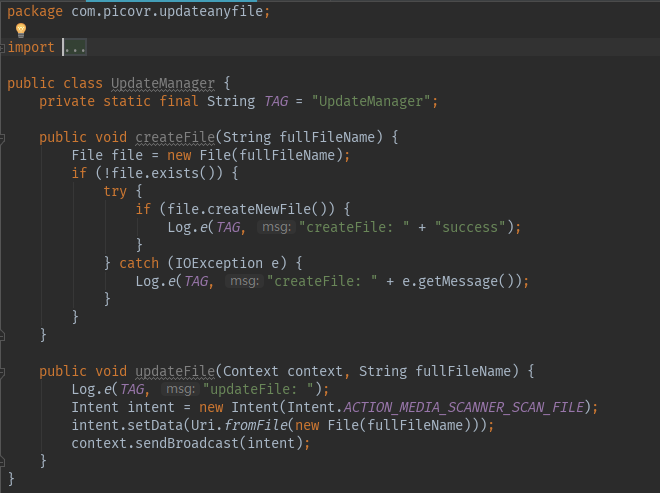 package com.picovr.updateanyfile;
import ...
public class UpdateManager {
    private static final String TAG = "UpdateManager";
    public void createFile(String fullFileName) {
        File file = new File(fullFileName);
        if (!file.exists()) {
            try {
                if (file.createNewFile()) {
                    Log.e(TAG, msg: "createFile: " + "success");
                }
            } catch (IOException e) {
                Log.e(TAG, msg: "createFile: " + e.getMessage());
            }
        }
    }
    public void updateFile(Context context, String fullFileName) {
        Log.e(TAG, msg: "updateFile: ");
        Intent intent = new Intent(Intent.ACTION_MEDIA_SCANNER_SCAN_FILE);
        intent.setData(Uri.fromFile(new File(fullFileName)));
        context.sendBroadcast(intent);
    }
}